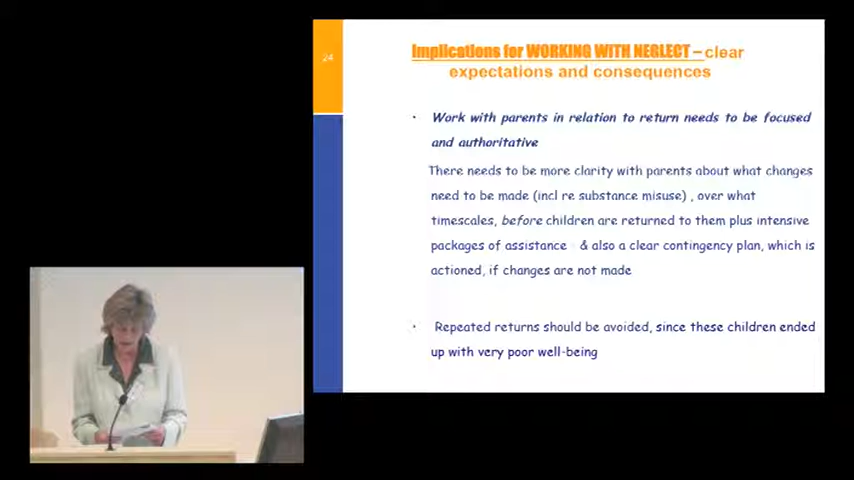 24
Implications for WORKING WITH NEGLECT – clear
expectations and consequences
• Work with parents in relation to return needs to be focused
and authoritative
There needs to be more clarity with parents about what changes
need to be made (incl re substance misuse) , over what
timescales, before children are returned to them plus intensive
packages of assistance & also a clear contingency plan, which is
actioned, if changes are not made
• Repeated returns should be avoided, since these children ended
up with very poor well-being